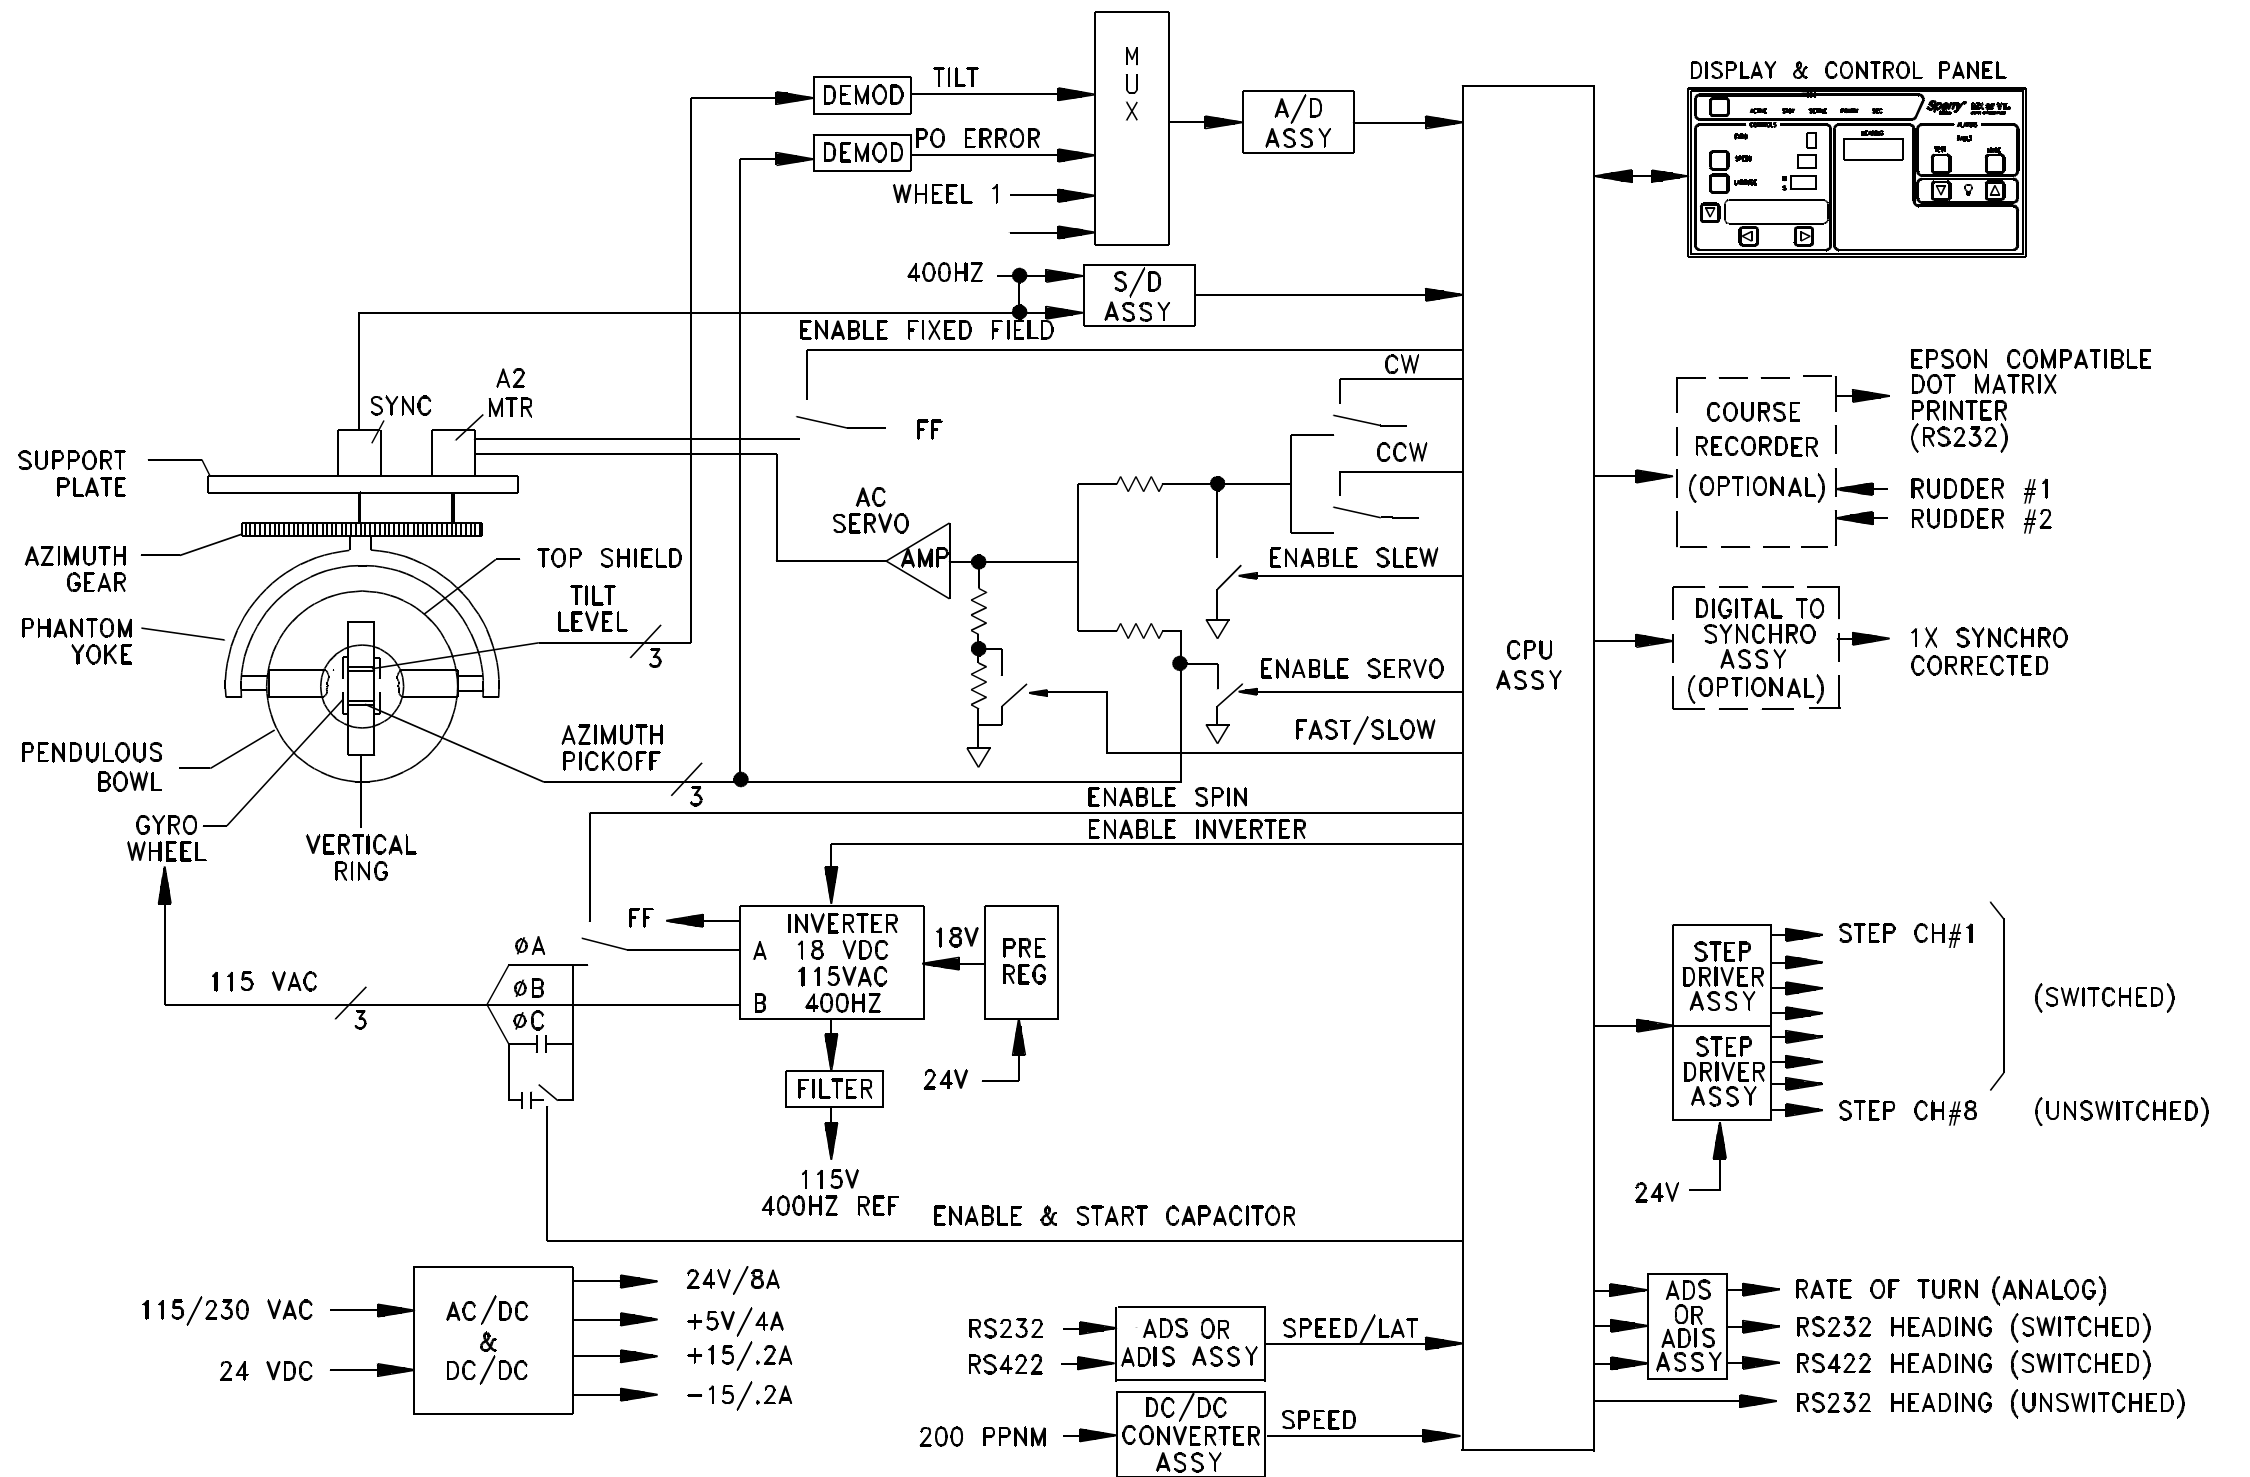 MUX
TILT
DEMOD
PO ERROR
DEMOD
WHEEL 1
A/D
ASSY
DISPLAY & CONTROL PANEL
Sperry
CONTROLS
HEADING
ALARMS
400HZ
S/D
ASSY
ENABLE FIXED FIELD
CW
FF
CCW
A2
MTR
SYNC
SUPPORT
PLATE
AZIMUTH
GEAR
PHANTOM
YOKE
PENDULOUS
BOWL
GYRO
WHEEL
VERTICAL
RING
TOP SHIELD
TILT
LEVEL
3
AZIMUTH
PICKOFF
3
AC
SERVO
AMP
ENABLE SLEW
ENABLE SERVO
FAST/SLOW
ENABLE SPIN
ENABLE INVERTER
CPU
ASSY
COURSE
RECORDER
(OPTIONAL)
EPSON COMPATIBLE
DOT MATRIX
PRINTER
(RS232)
RUDDER #1
RUDDER #2
DIGITAL TO
SYNCHRO
ASSY
(OPTIONAL)
1X SYNCHRO
CORRECTED
FF
INVERTER
A 18 VDC
115VAC
B 400HZ
18V
PRE
REG
24V
FILTER
115V
400HZ REF
ØA
ØB
ØC
115 VAC
3
ENABLE & START CAPACITOR
STEP
DRIVER
ASSY
STEP
DRIVER
ASSY
STEP CH#1
(SWITCHED)
STEP CH#8 (UNSWITCHED)
24V
115/230 VAC
24 VDC
AC/DC
&
DC/DC
24V/8A
+5V/4A
+15/.2A
-15/.2A
RS232
RS422
ADS OR
ADIS ASSY
SPEED/LAT
200 PPNM
DC/DC
CONVERTER
ASSY
SPEED
ADS
OR
ADIS
ASSY
RATE OF TURN (ANALOG)
RS232 HEADING (SWITCHED)
RS422 HEADING (SWITCHED)
RS232 HEADING (UNSWITCHED)